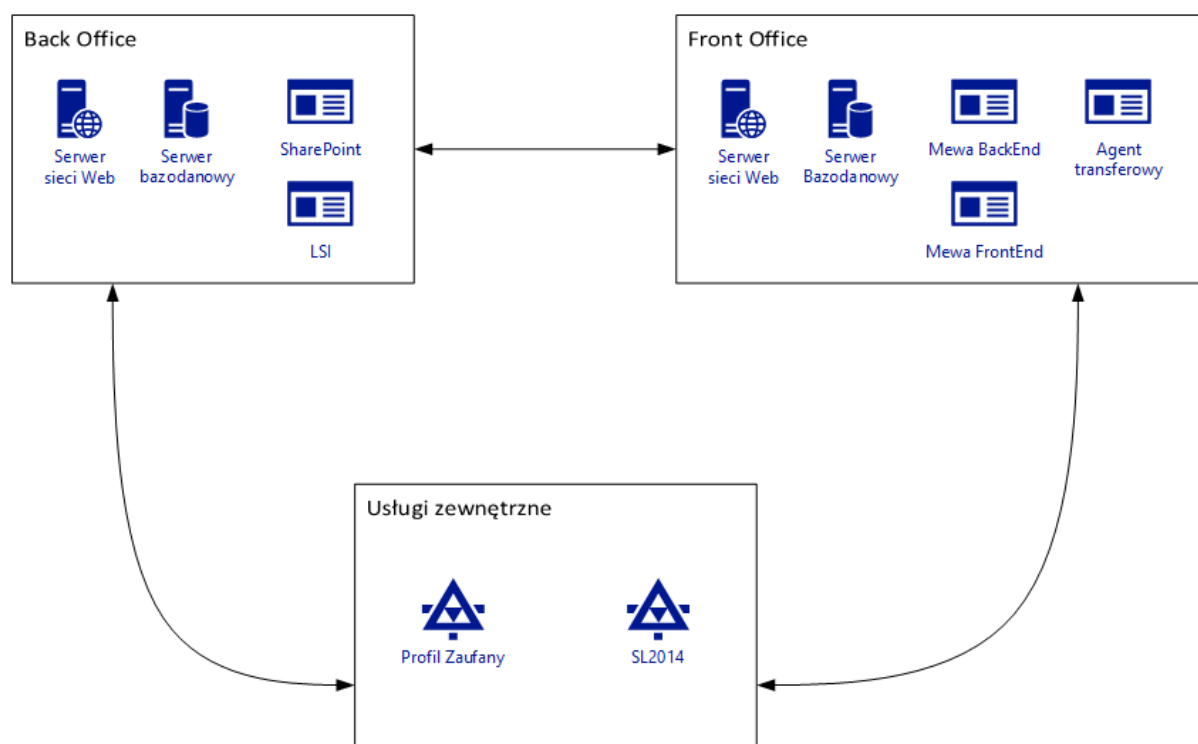 Back Office
Serwer
sieci Web
Serwer
bazodanowy
SharePoint
LSI
Front Office
Serwer
sieci Web
Serwer
Bazodanowy
Mewa BackEnd
Agent
transferowy
Mewa FrontEnd
Usługi zewnętrzne
Profil Zaufany
SL2014